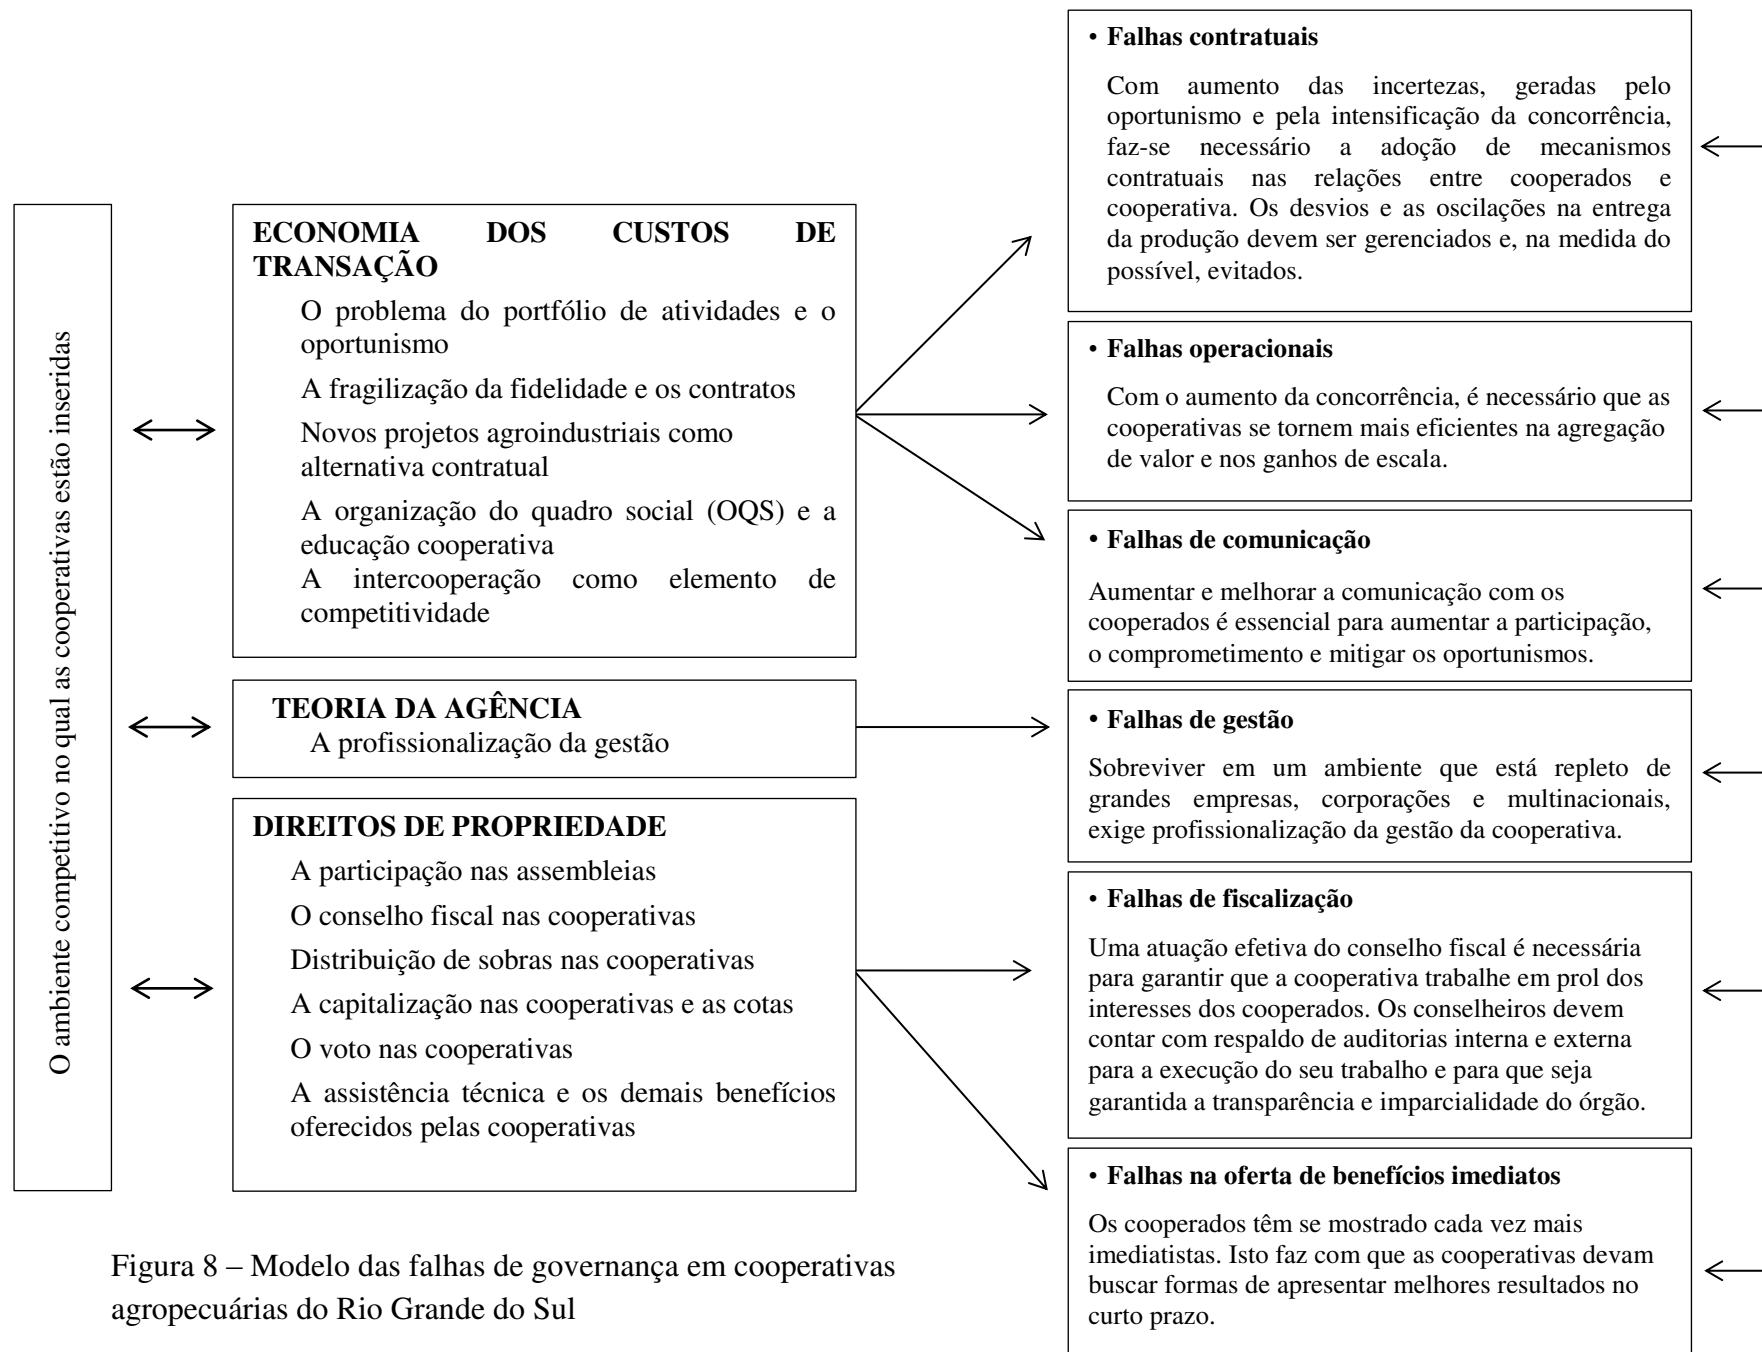 O ambiente competitivo no qual as cooperativas estão inseridas
ECONOMIA DOS CUSTOS DE
TRANSAÇÃO
O problema do portfólio de atividades e o
oportunismo
A fragilização da fidelidade e os contratos
Novos projetos agroindustriais como
alternativa contratual
A organização do quadro social (OQS) e a
educação cooperativa
A intercooperação como elemento de
competitividade
TEORIA DA AGÊNCIA
A profissionalização da gestão
DIREITOS DE PROPRIEDADE
A participação nas assembleias
O conselho fiscal nas cooperativas
Distribuição de sobras nas cooperativas
A capitalização nas cooperativas e as cotas
O voto nas cooperativas
A assistência técnica e os demais benefícios
oferecidos pelas cooperativas
• Falhas contratuais
Com aumento das incertezas, geradas pelo
oportunismo e pela intensificação da concorrência,
faz-se necessário a adoção de mecanismos
contratuais nas relações entre cooperados e
cooperativa. Os desvios e as oscilações na entrega
da produção devem ser gerenciados e, na medida do
possível, evitados.
• Falhas operacionais
Com o aumento da concorrência, é necessário que as
cooperativas se tornem mais eficientes na agregação
de valor e nos ganhos de escala.
• Falhas de comunicação
Aumentar e melhorar a comunicação com os
cooperados é essencial para aumentar a participação,
o comprometimento e mitigar os oportunismos.
• Falhas de gestão
Sobreviver em um ambiente que está repleto de
grandes empresas, corporações e multinacionais,
exige profissionalização da gestão da cooperativa.
• Falhas de fiscalização
Uma atuação efetiva do conselho fiscal é necessária
para garantir que a cooperativa trabalhe em prol dos
interesses dos cooperados. Os conselheiros devem
contar com respaldo de auditorias interna e externa
para a execução do seu trabalho e para que seja
garantida a transparência e imparcialidade do órgão.
• Falhas na oferta de benefícios imediatos
Os cooperados têm se mostrado cada vez mais
imediatistas. Isto faz com que as cooperativas devam
buscar formas de apresentar melhores resultados no
curto prazo.
Figura 8 – Modelo das falhas de governança em cooperativas
agropecuárias do Rio Grande do Sul